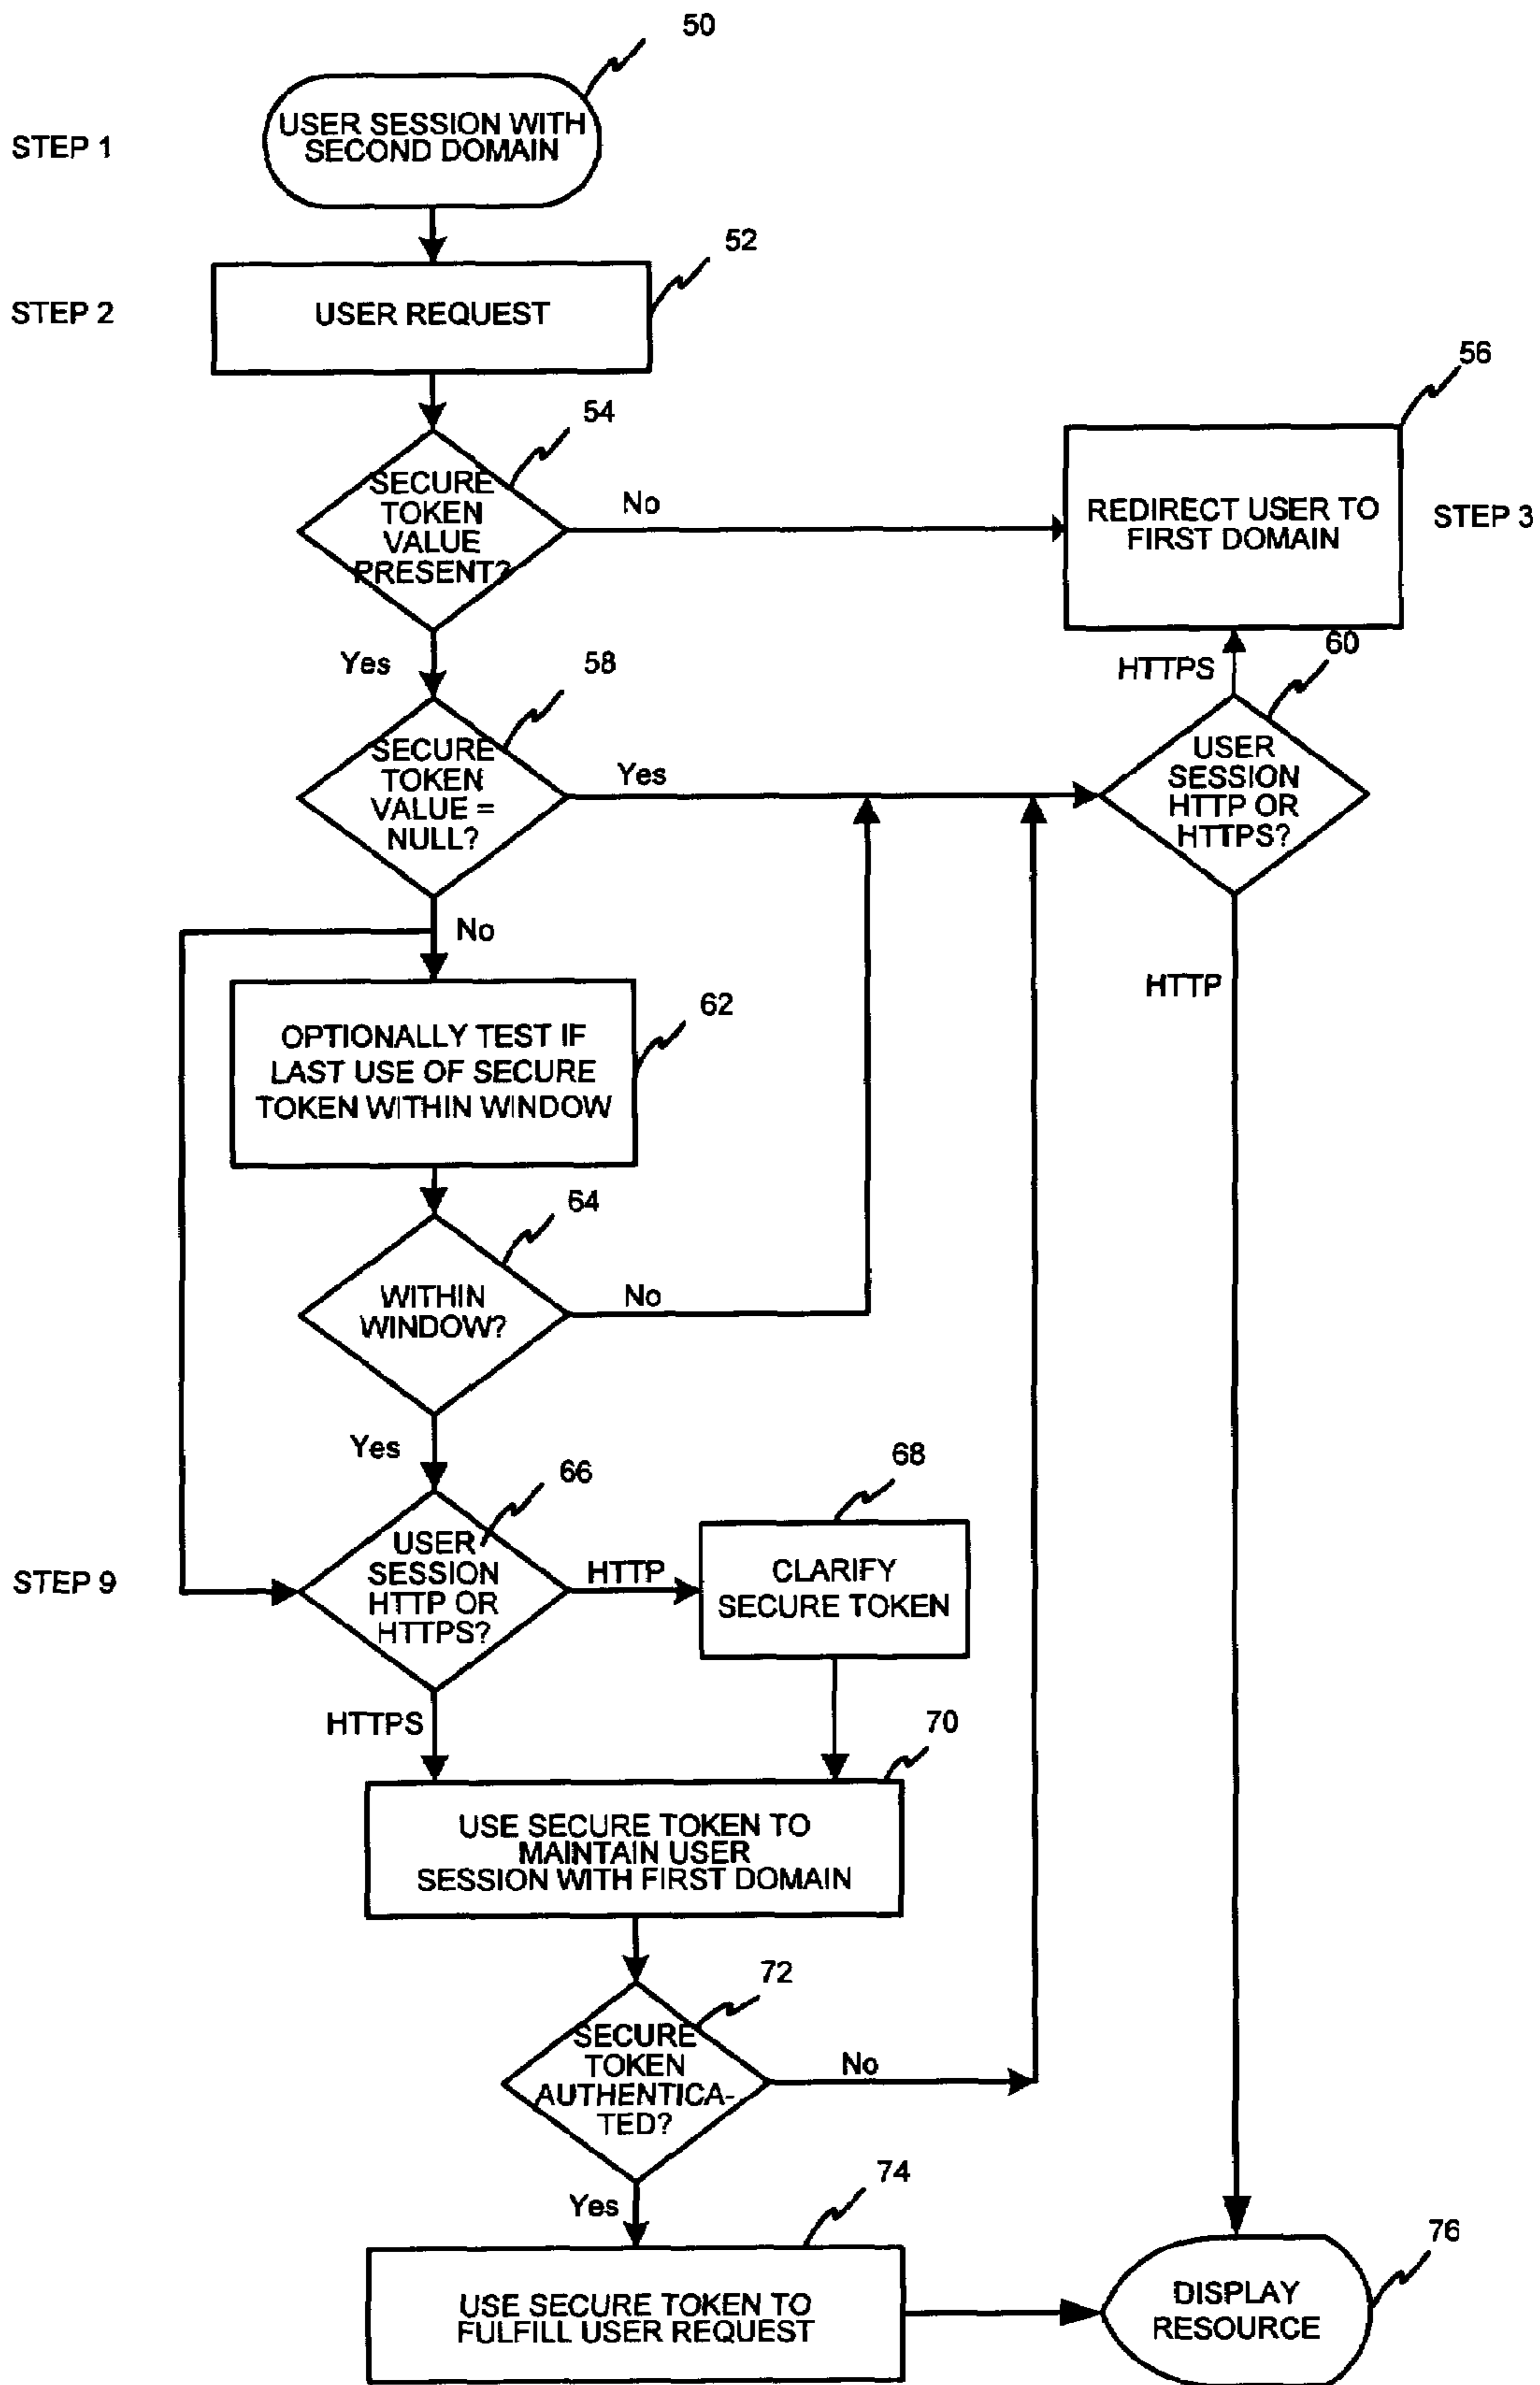 50
STEP 1
USER SESSION WITH
SECOND DOMAIN
52
STEP 2
USER REQUEST
54
SECURE
TOKEN
VALUE
PRESENT?
No
56
REDIRECT USER TO
FIRST DOMAIN
STEP 3
Yes
58
SECURE
TOKEN
VALUE =
NULL?
Yes
HTTPS
60
USER
SESSION
HTTP OR
HTTPS?
No
HTTP
62
OPTIONALLY TEST IF
LAST USE OF SECURE
TOKEN WITHIN WINDOW
64
WITHIN
WINDOW?
No
Yes
66
STEP 9
USER
SESSION
HTTP OR
HTTPS?
HTTP
68
CLARIFY
SECURE TOKEN
HTTPS
70
USE SECURE TOKEN TO
MAINTAIN USER
SESSION WITH FIRST DOMAIN
72
SECURE
TOKEN
AUTHENTICA-
TED?
No
Yes
74
USE SECURE TOKEN TO
FULFILL USER REQUEST
76
DISPLAY
RESOURCE